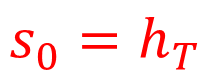 s₀ = h_T